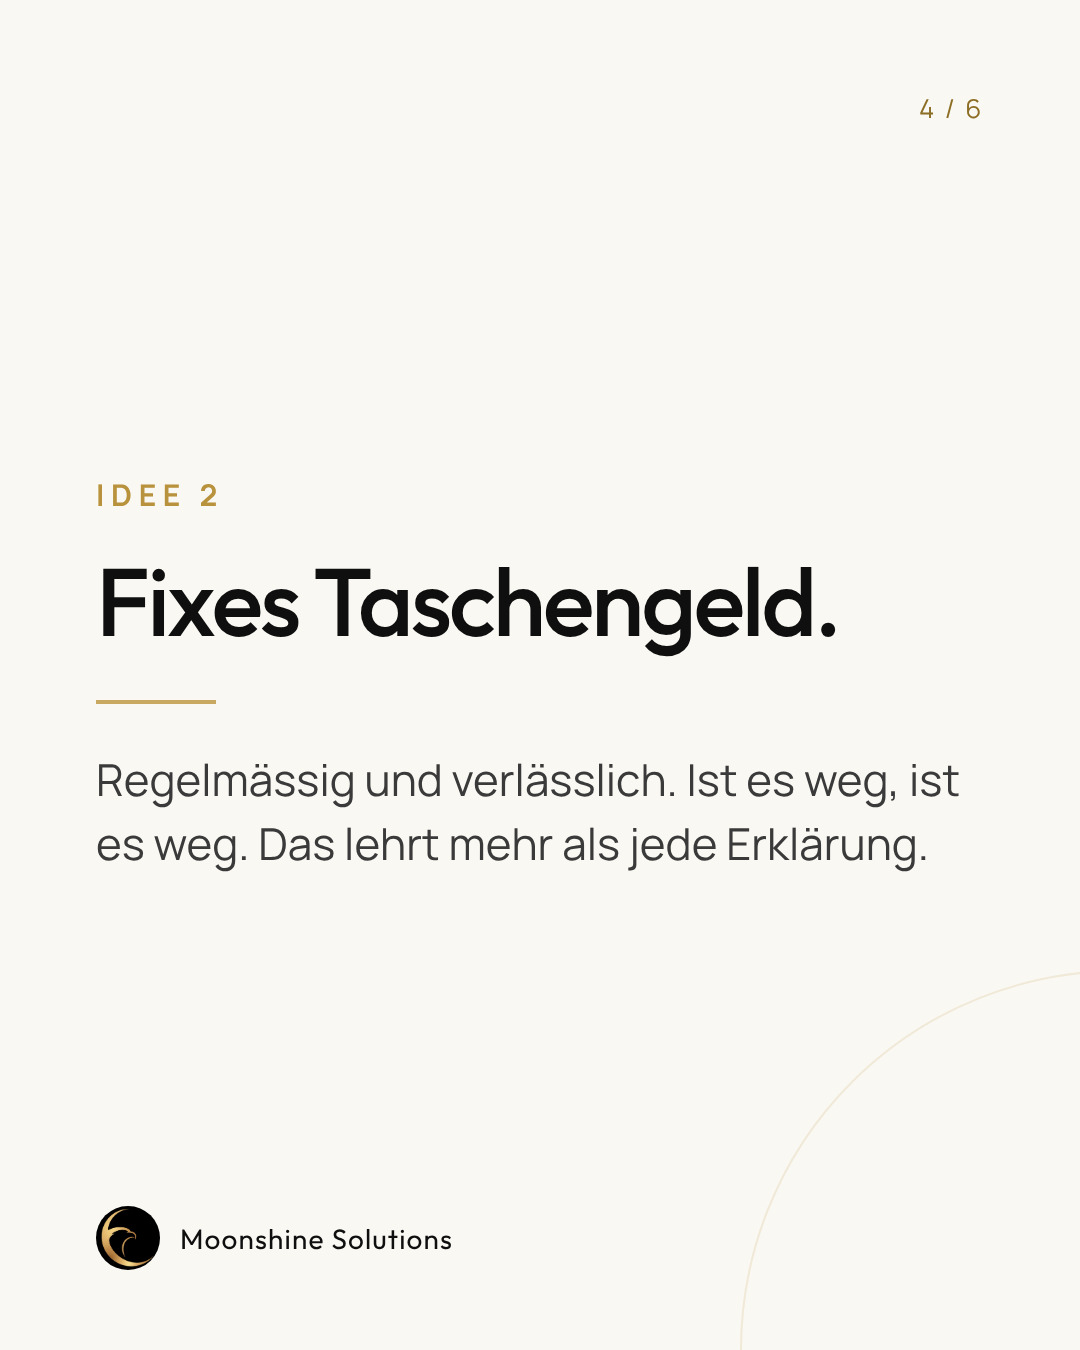 4 / 6
IDEE 2
Fixes Taschengeld.
Regelmässig und verlässlich. Ist es weg, ist
es weg. Das lehrt mehr als jede Erklärung.
Moonshine Solutions